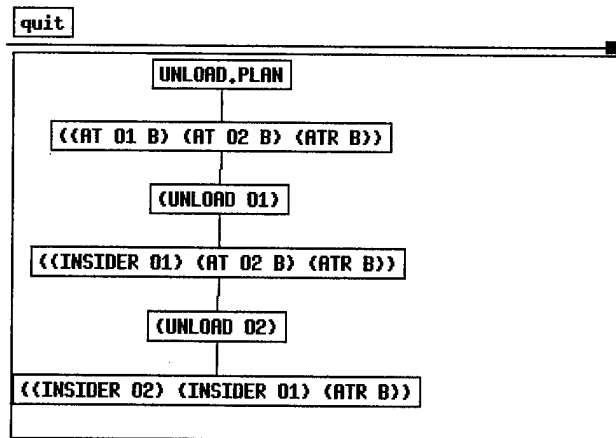 quit
UNLOAD.PLAN
((AT O1 B) (AT O2 B) (ATR B))
(UNLOAD O1)
((INSIDER O1) (AT O2 B) (ATR B))
(UNLOAD O2)
((INSIDER O2) (INSIDER O1) (ATR B))